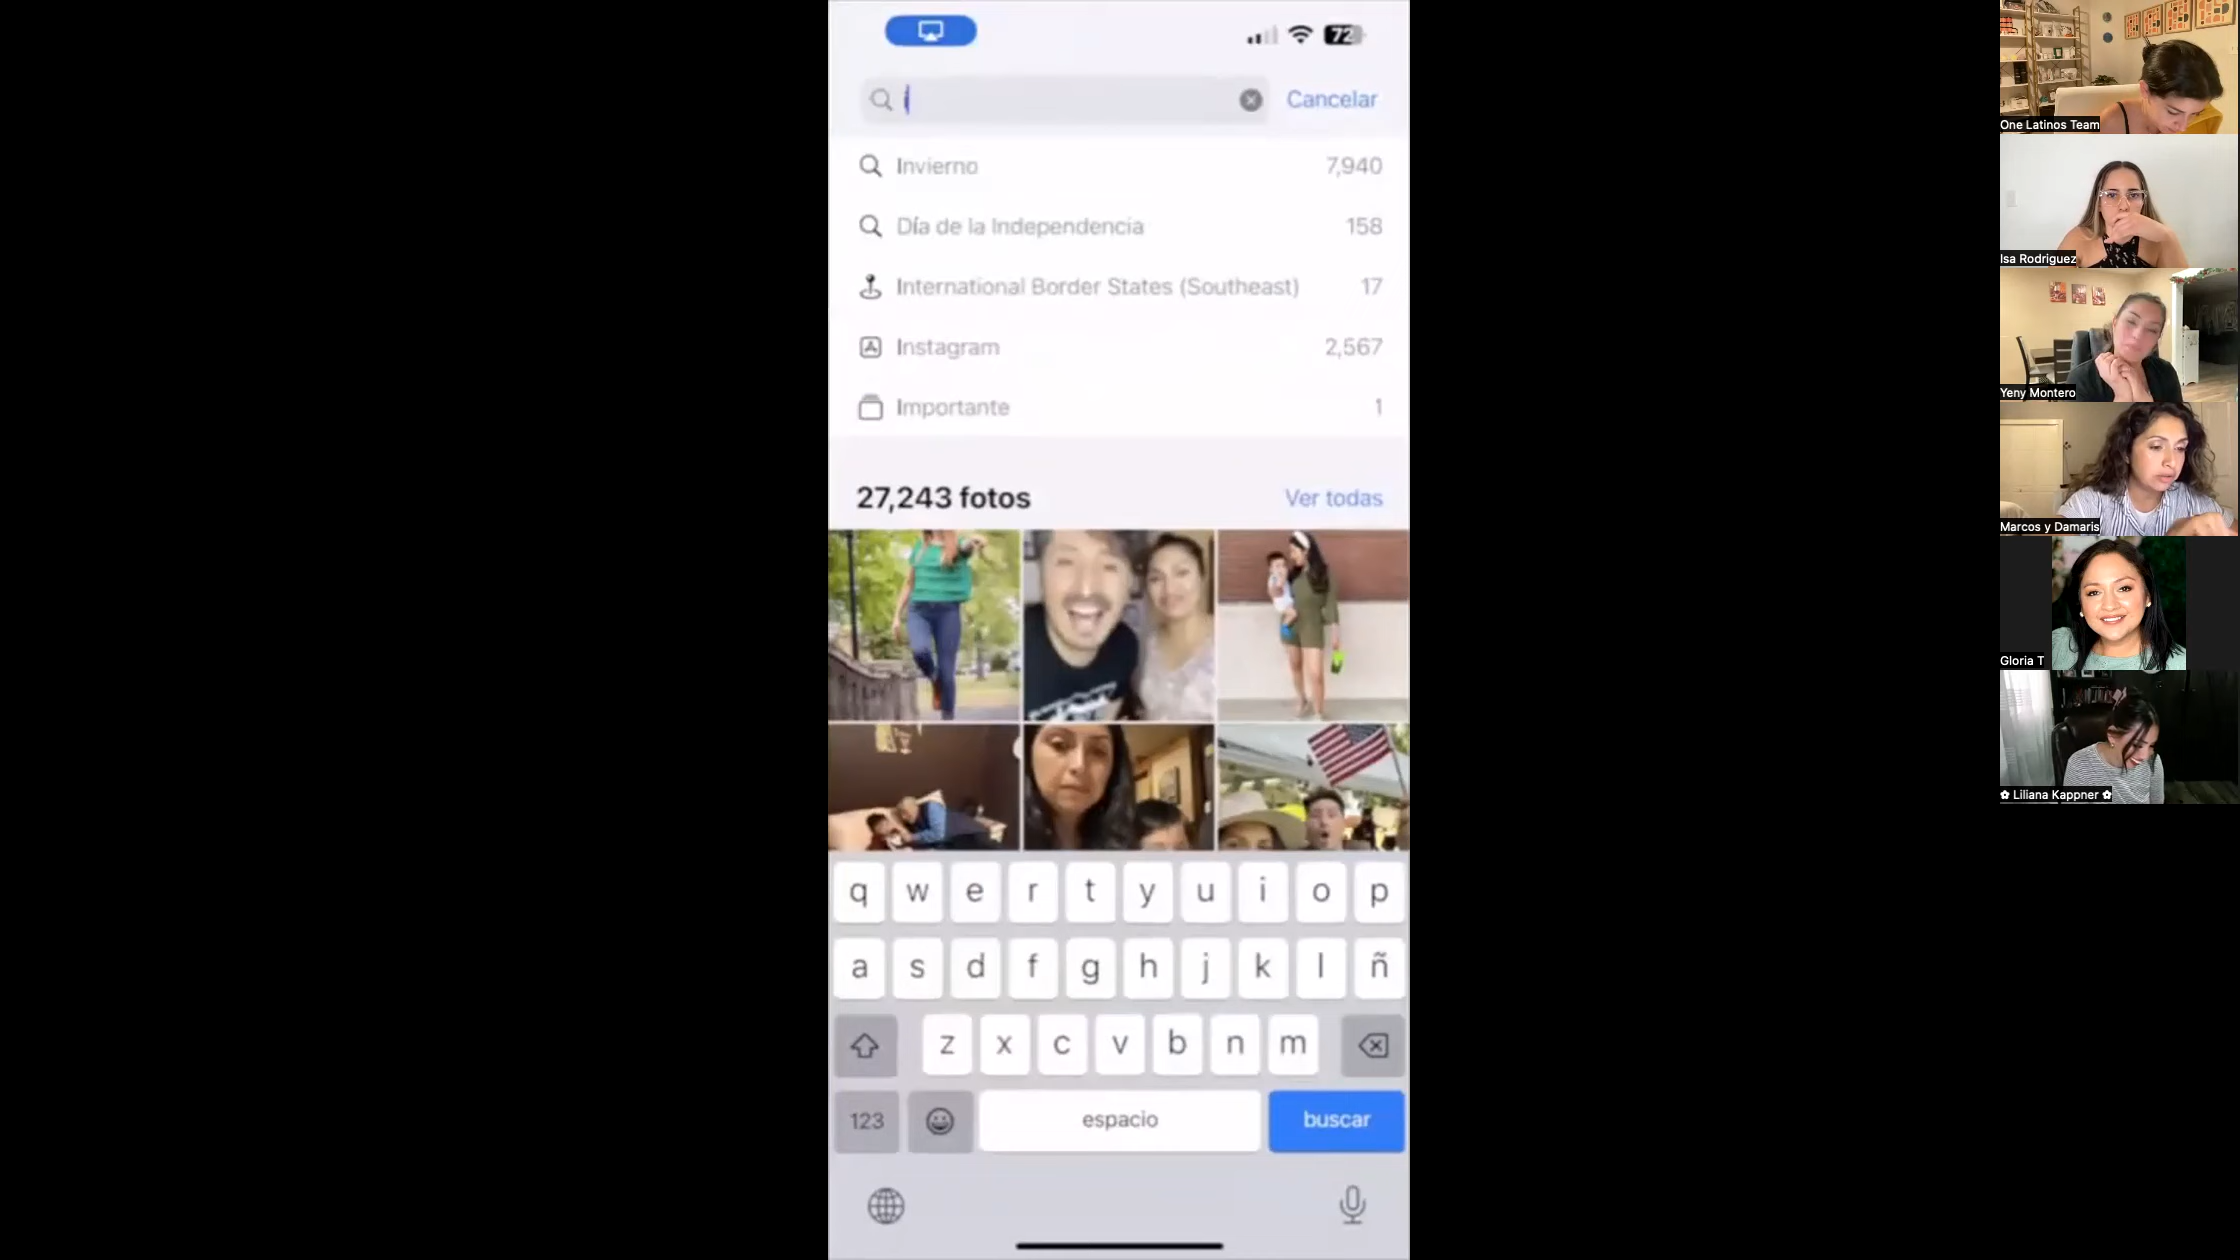 72
i
Cancelar
Invierno 7,940
Día de la Independencia 158
International Border States (Southeast) 17
Instagram 2,567
Importante 1
27,243 fotos Ver todas
q w e r t y u i o p
a s d f g h j k l ñ
z x c v b n m
123 espacio buscar
One Latinos Team
Isa Rodriguez
Yeny Montero
Marcos y Damaris
Gloria T
✿ Liliana Kappner ✿